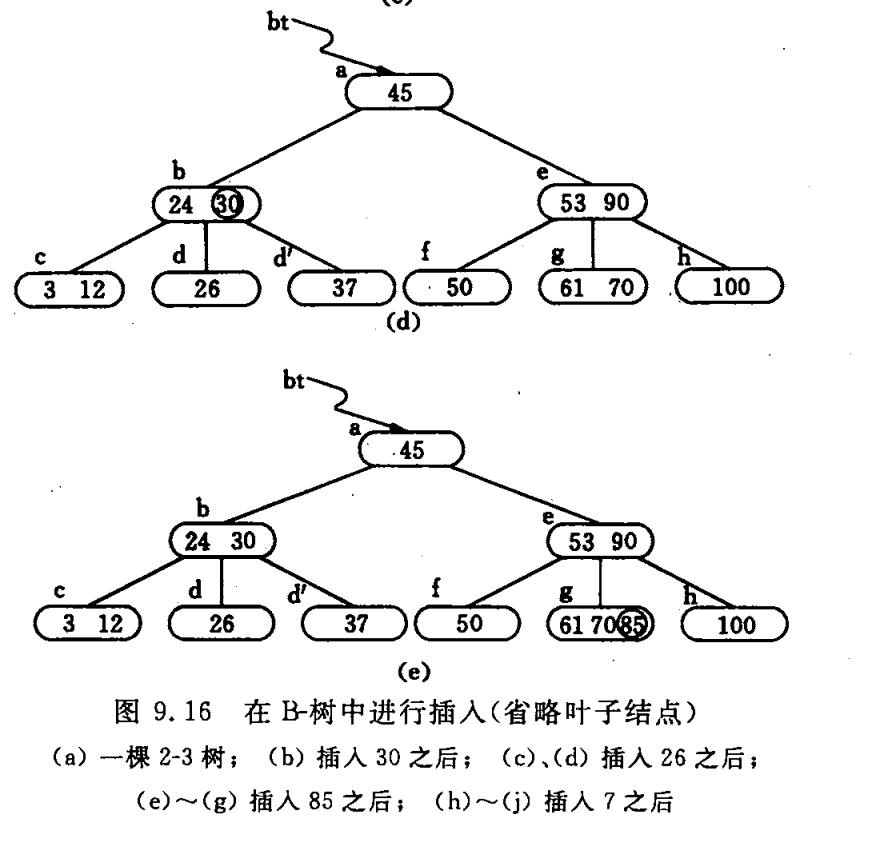 bt
a
45
b
e
24 30
53 90
c
d
d′
f
g
h
3 12
26
37
50
61 70
100
(d)
bt
a
45
b
e
24 30
53 90
c
d
d′
f
g
h
3 12
26
37
50
61 70 85
100
(e)
图 9.16 在 B-树中进行插入(省略叶子结点)
(a) 一棵 2-3 树； (b) 插入 30 之后； (c)、(d) 插入 26 之后；
(e)～(g) 插入 85 之后； (h)～(j) 插入 7 之后